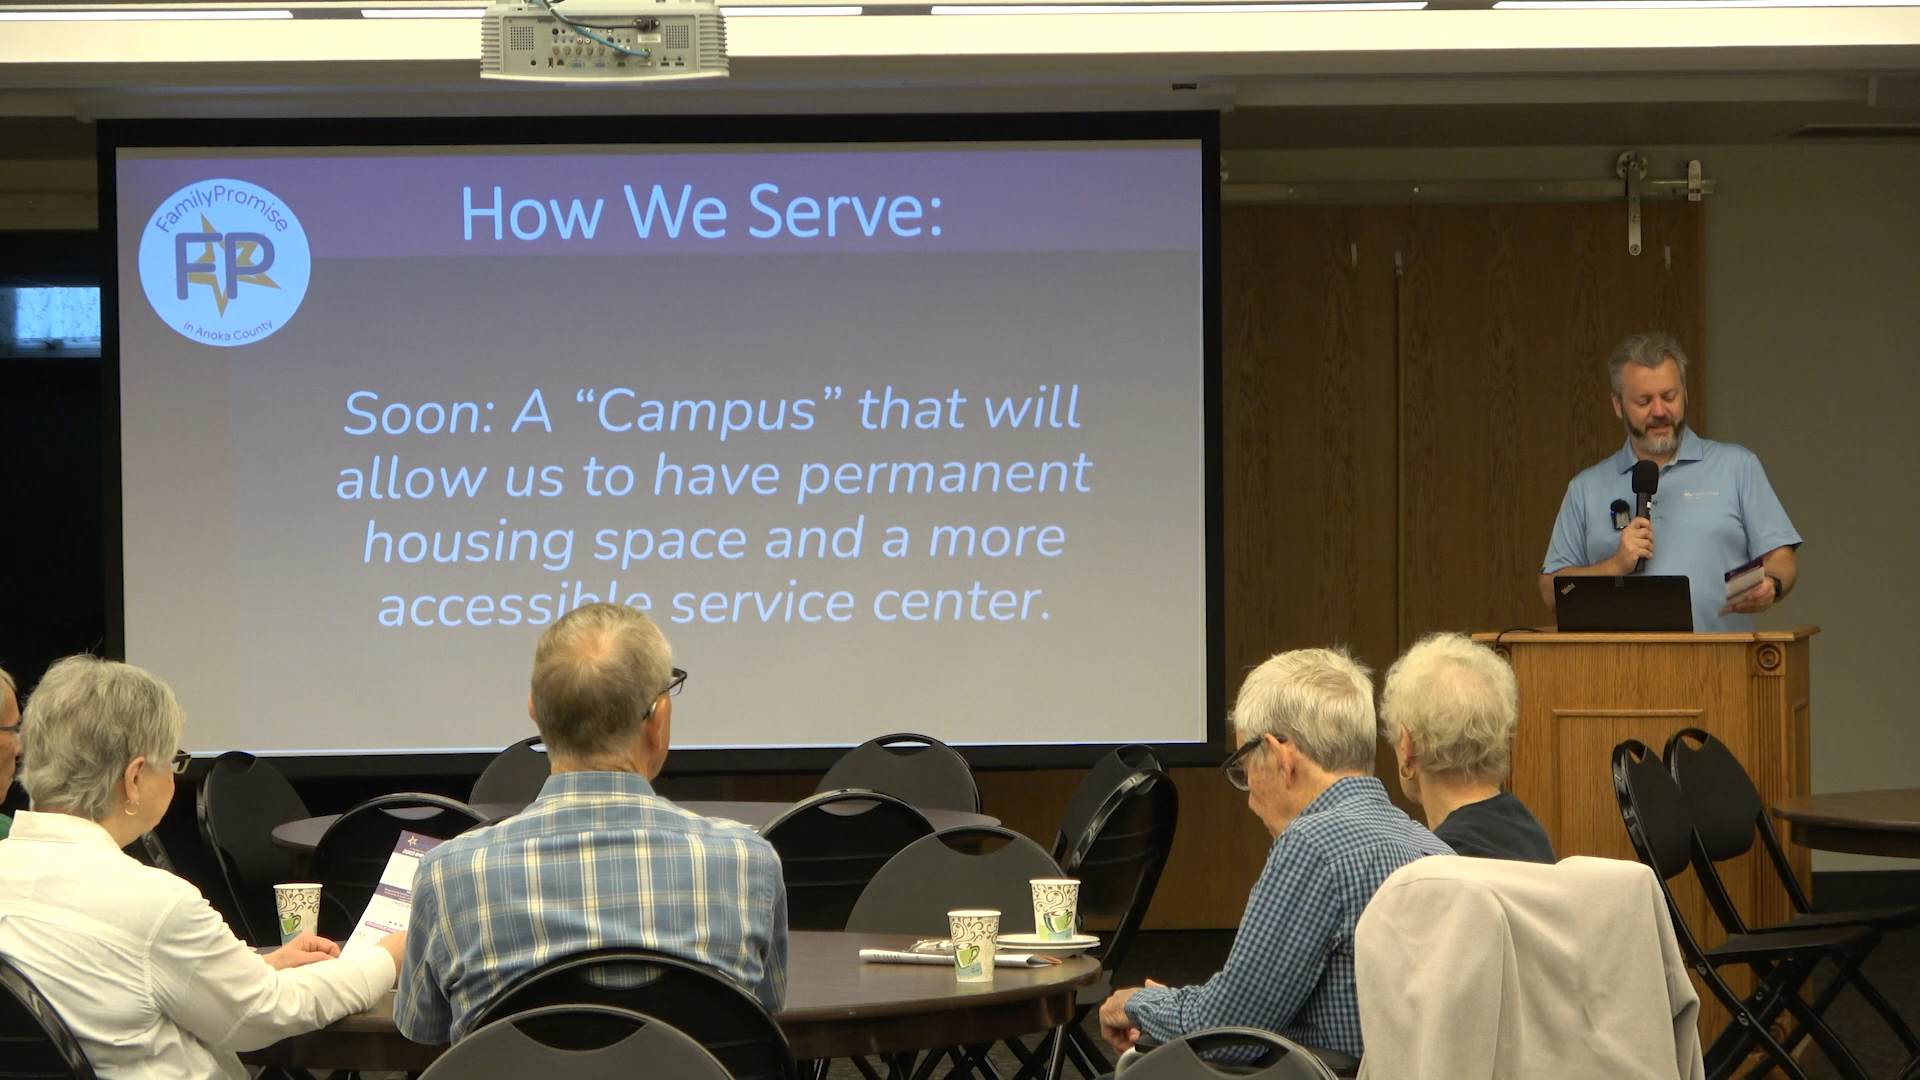 FamilyPromise
FP
in Anoka County
How We Serve:
Soon: A “Campus” that will
allow us to have permanent
housing space and a more
accessible service center.